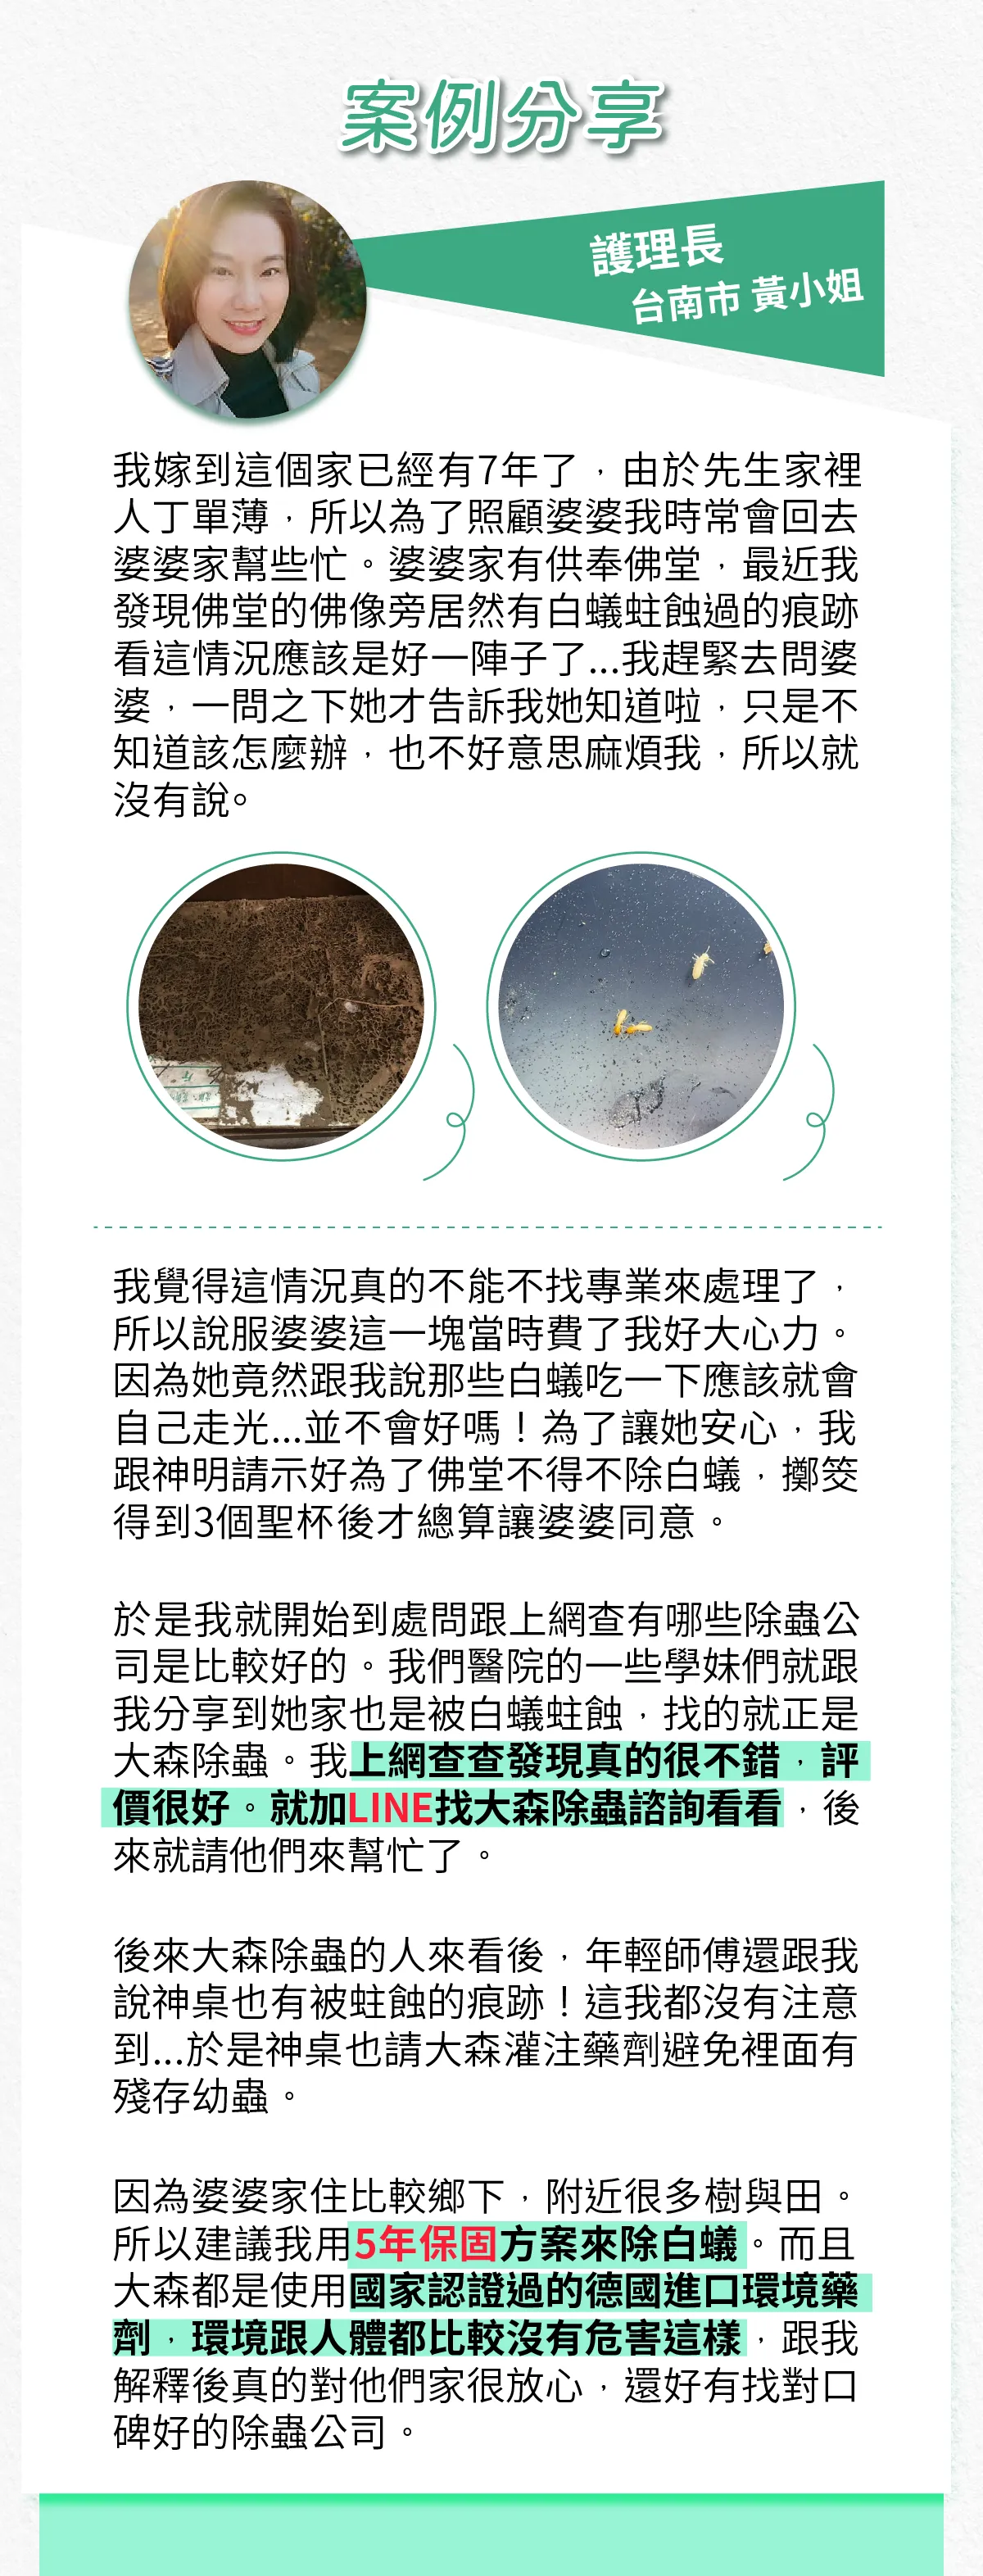 案例分享
護理長
台南市 黃小姐
我嫁到這個家已經有7年了，由於先生家裡
人丁單薄，所以為了照顧婆婆我時常會回去
婆婆家幫些忙。婆婆家有供奉佛堂，最近我
發現佛堂的佛像旁居然有白蟻蛀蝕過的痕跡
看這情況應該是好一陣子了...我趕緊去問婆
婆，一問之下她才告訴我她知道啦，只是不
知道該怎麼辦，也不好意思麻煩我，所以就
沒有說。
我覺得這情況真的不能不找專業來處理了，
所以說服婆婆這一塊當時費了我好大心力。
因為她竟然跟我說那些白蟻吃一下應該就會
自己走光...並不會好嗎！為了讓她安心，我
跟神明請示好為了佛堂不得不除白蟻，擲筊
得到3個聖杯後才總算讓婆婆同意。
於是我就開始到處問跟上網查有哪些除蟲公
司是比較好的。我們醫院的一些學妹們就跟
我分享到她家也是被白蟻蛀蝕，找的就正是
大森除蟲。我上網查查發現真的很不錯，評
價很好。就加LINE找大森除蟲諮詢看看，後
來就請他們來幫忙了。
後來大森除蟲的人來看後，年輕師傅還跟我
說神桌也有被蛀蝕的痕跡！這我都沒有注意
到...於是神桌也請大森灌注藥劑避免裡面有
殘存幼蟲。
因為婆婆家住比較鄉下，附近很多樹與田。
所以建議我用5年保固方案來除白蟻。而且
大森都是使用國家認證過的德國進口環境藥
劑，環境跟人體都比較沒有危害這樣，跟我
解釋後真的對他們家很放心，還好有找對口
碑好的除蟲公司。